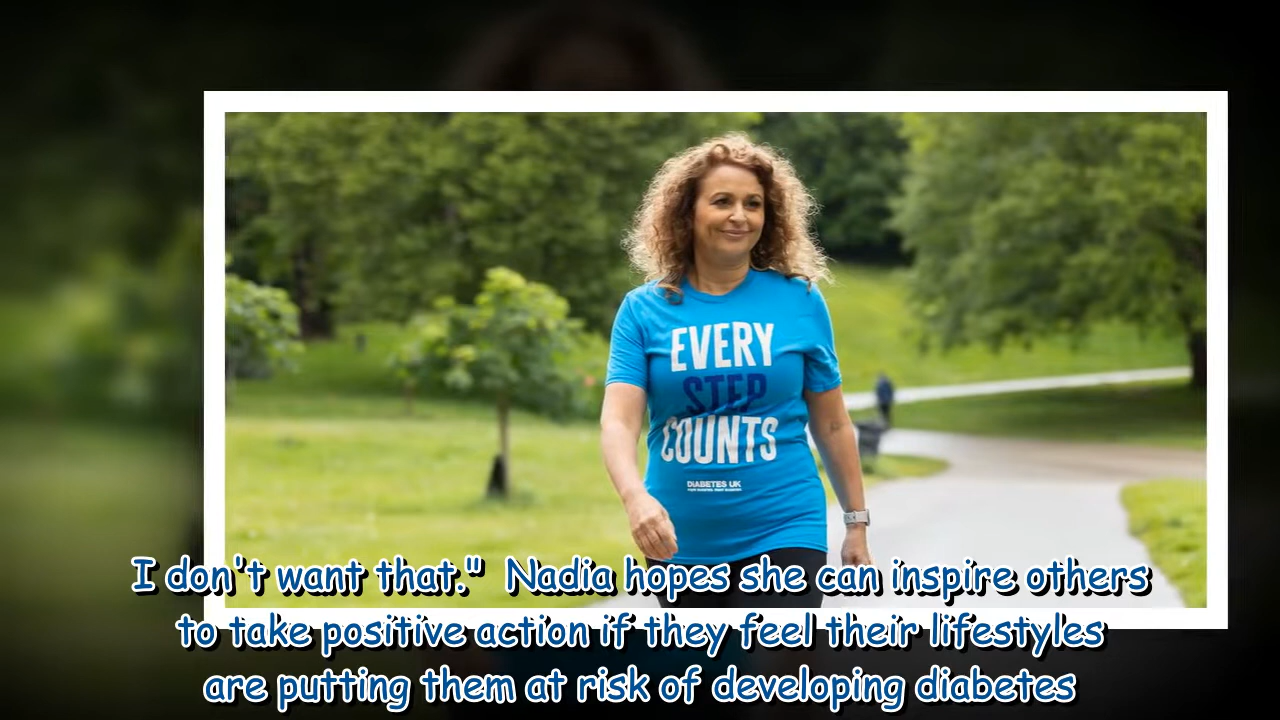 EVERY
STEP
COUNTS
DIABETES UK
I don't want that."  Nadia hopes she can inspire others
to take positive action if they feel their lifestyles
are putting them at risk of developing diabetes